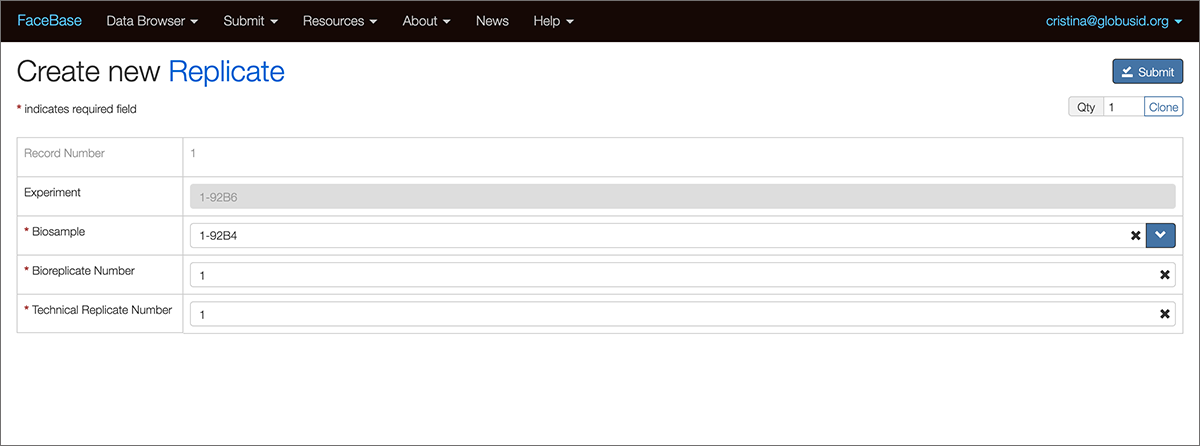 FaceBase Data Browser Submit Resources About News Help cristina@globusid.org
Create new Replicate
Submit
* indicates required field
Qty 1 Clone
Record Number 1
Experiment 1-92B6
* Biosample 1-92B4
* Bioreplicate Number 1
* Technical Replicate Number 1